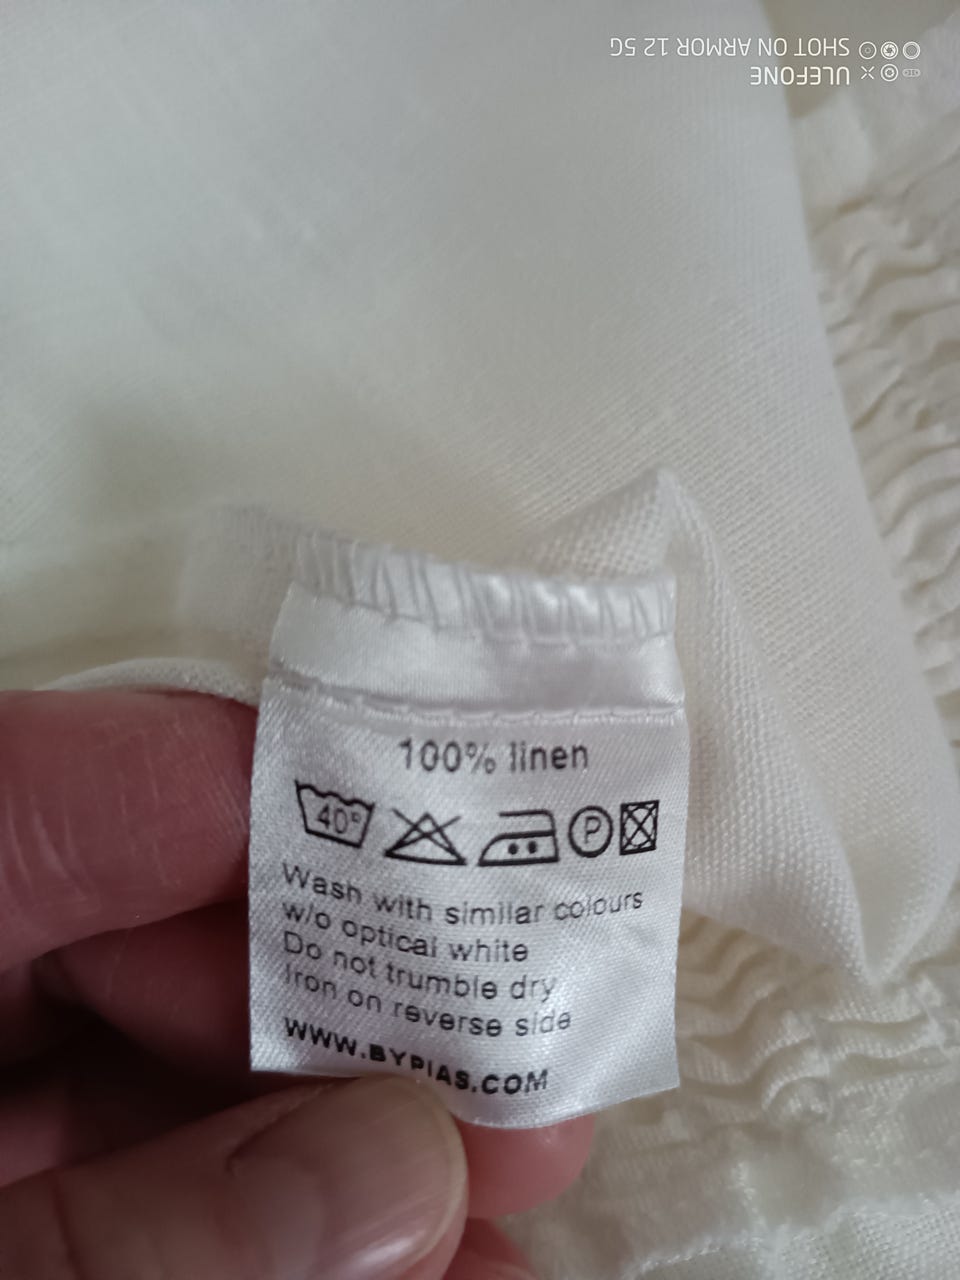 SHOT ON ARMOR 12 5G
ULEFONE
100% linen
40°
P
Wash with similar colours
w/o optical white
Do not trumble dry
Iron on reverse side
WWW.BYPIAS.COM